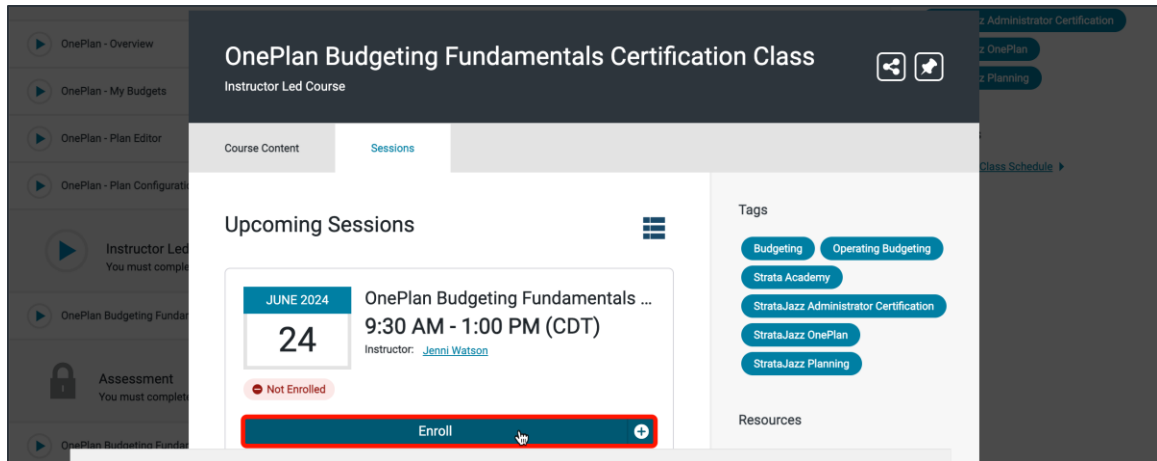 OnePlan - Overview
OnePlan - My Budgets
OnePlan - Plan Editor
OnePlan - Plan Configurati
Instructor Led
You must comple
OnePlan Budgeting Fundar
1
Assessment
You must complet
OnePlan Budgeting Fundar
OnePlan Budgeting Fundamentals Certification Class
Instructor Led Course
Course Content
Sessions
Upcoming Sessions
JUNE 2024
24
OnePlan Budgeting Fundamentals ...
9:30 AM - 1:00 PM (CDT)
Instructor: Jenni Watson
Not Enrolled
Enroll
Tags
Budgeting
Operating Budgeting
Strata Academy
StrataJazz Administrator Certification
StrataJazz OnePlan
StrataJazz Planning
Resources
z Administrator Certification
z OnePlan
z Planning
Class Schedule